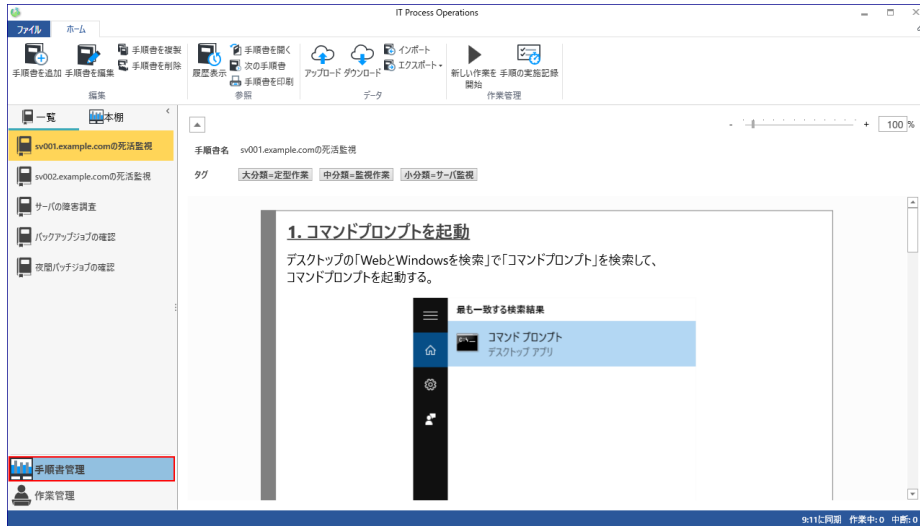 IT Process Operations
ファイル ホーム
手順書を追加 手順書を編集 手順書を複製 手順書を削除
編集
履歴表示 手順書を開く 次の手順書 手順書を印刷
参照
アップロード ダウンロード インポート エクスポート
データ
新しい作業を開始 手順の実施記録
作業管理
一覧 本棚
sv001.example.comの死活監視
sv002.example.comの死活監視
サーバの障害調査
バックアップジョブの確認
夜間バッチジョブの確認
手順書管理
作業管理
- + 100 %
手順書名 sv001.example.comの死活監視
タグ 大分類=定型作業 中分類=監視作業 小分類=サーバ監視
1. コマンドプロンプトを起動
デスクトップの「WebとWindowsを検索」で「コマンドプロンプト」を検索して、
コマンドプロンプトを起動する。
最も一致する検索結果
コマンド プロンプト
デスクトップ アプリ
9:11に同期 作業中: 0 中断: 0